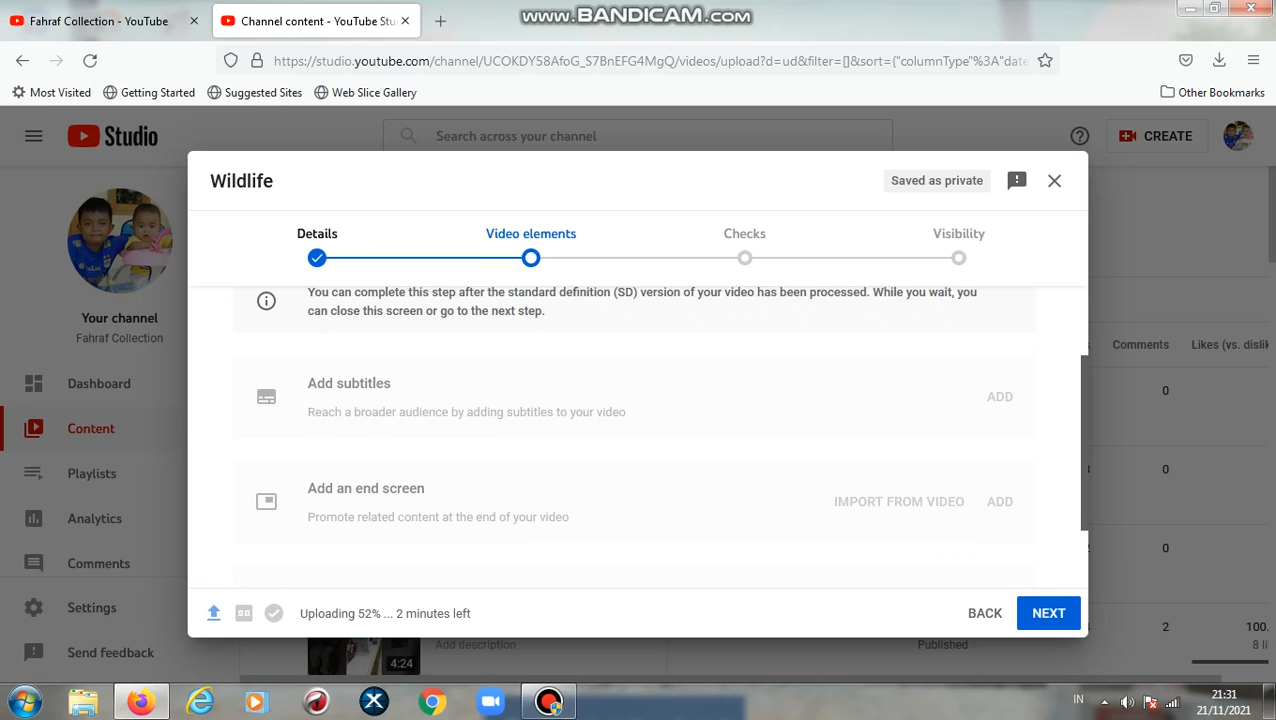 www.BANDICAM.com
Fahraf Collection - YouTube
Channel content - YouTube Stu
https://studio.youtube.com/channel/
/videos/upload?d=ud&filter=[]&sort={"columnType"%3A"date
Most Visited
Getting Started
Suggested Sites
Web Slice Gallery
Other Bookmarks
Studio
Search across your channel
CREATE
Wildlife
Saved as private
Details
Video elements
Checks
Visibility
You can complete this step after the standard definition (SD) version of your video has been processed. While you wait, you
can close this screen or go to the next step.
Your channel
Fahraf Collection
Comments
Likes (vs. dislik
Dashboard
Add subtitles
Reach a broader audience by adding subtitles to your video
ADD
0
Content
Playlists
0
Add an end screen
Promote related content at the end of your video
IMPORT FROM VIDEO
ADD
Analytics
Comments
0
Settings
Uploading 52% ... 2 minutes left
BACK
NEXT
2
100.
Send feedback
4:24
Add description
Published
8 li
IN
21:31
21/11/2021